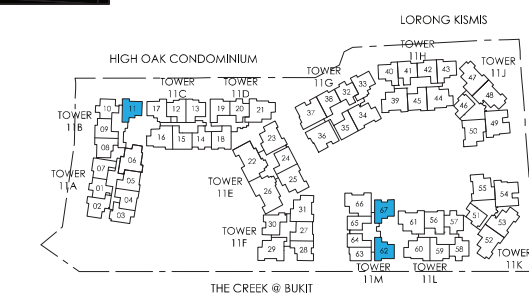 LORONG KISMIS
HIGH OAK CONDOMINIUM
TOWER 11H
TOWER 11G
TOWER 11J
TOWER 11C
TOWER 11D
TOWER 11B
TOWER 11A
TOWER 11E
TOWER 11F
TOWER 11M
TOWER 11L
TOWER 11K
40 41 42 43
47
48
46
49
50
39 45 44
33
32
38
37
34
35
36
10 11 17 12 13 19 20 21
09
08
16 15 14 18
23
22
24
25
26
06
07
05
01
04
02
03
31
30
27
29
28
66 67
65
64 62
63
61 56 57
60 59 58
55
54
51
53
52
THE CREEK @ BUKIT